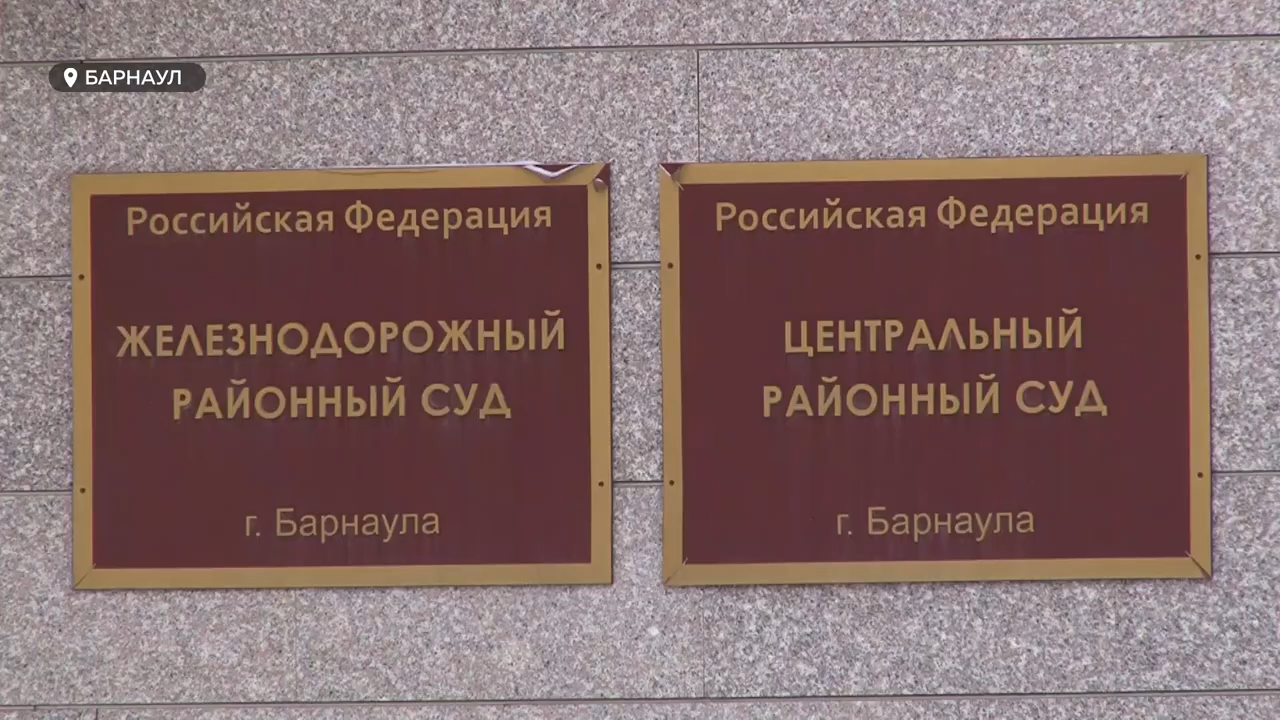 БАРНАУЛ
Российская Федерация
ЖЕЛЕЗНОДОРОЖНЫЙ
РАЙОННЫЙ СУД
г. Барнаула
Российская Федерация
ЦЕНТРАЛЬНЫЙ
РАЙОННЫЙ СУД
г. Барнаула